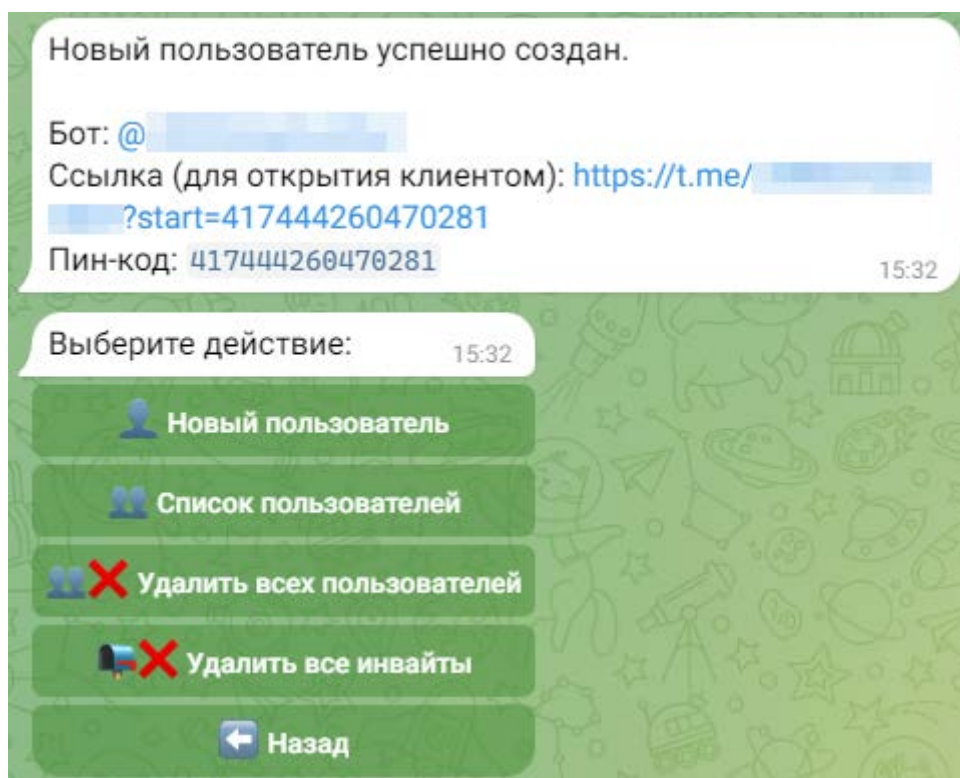 Новый пользователь успешно создан.
Бот: @
Ссылка (для открытия клиентом): https://t.me/
?start=417444260470281
Пин-код: 417444260470281
15:32
Выберите действие:
15:32
Новый пользователь
Список пользователей
Удалить всех пользователей
Удалить все инвайты
Назад